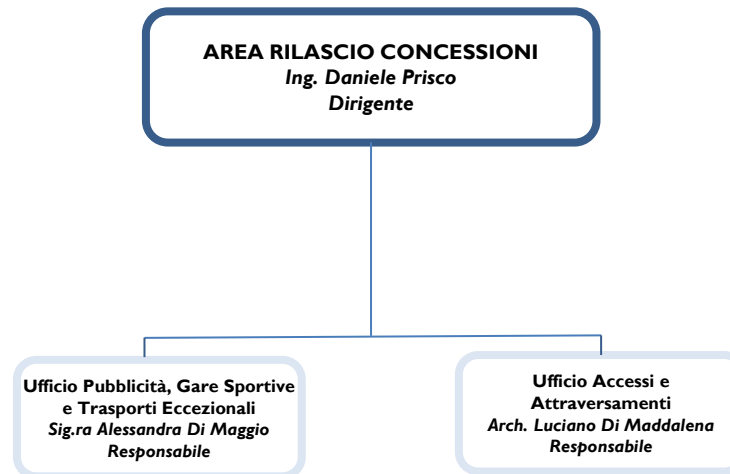 AREA RILASCIO CONCESSIONI
Ing. Daniele Prisco
Dirigente
Ufficio Pubblicità, Gare Sportive
e Trasporti Eccezionali
Sig.ra Alessandra Di Maggio
Responsabile
Ufficio Accessi e
Attraversamenti
Arch. Luciano Di Maddalena
Responsabile